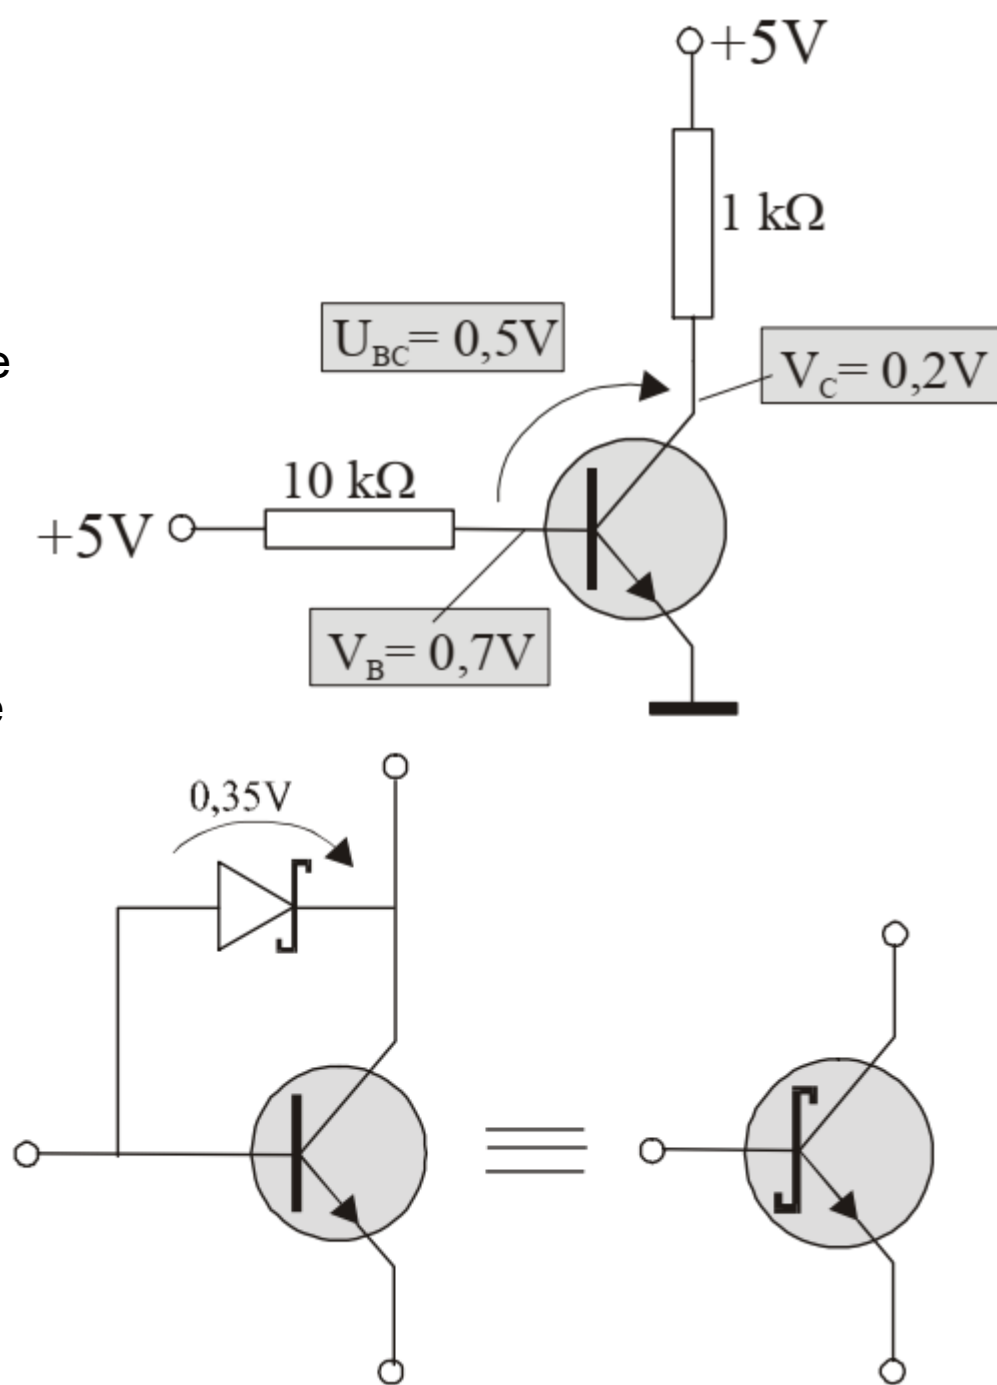 +5V
1 kΩ
U_BC= 0,5V
e
V_C= 0,2V
10 kΩ
+5V
V_B= 0,7V
e
0,35V